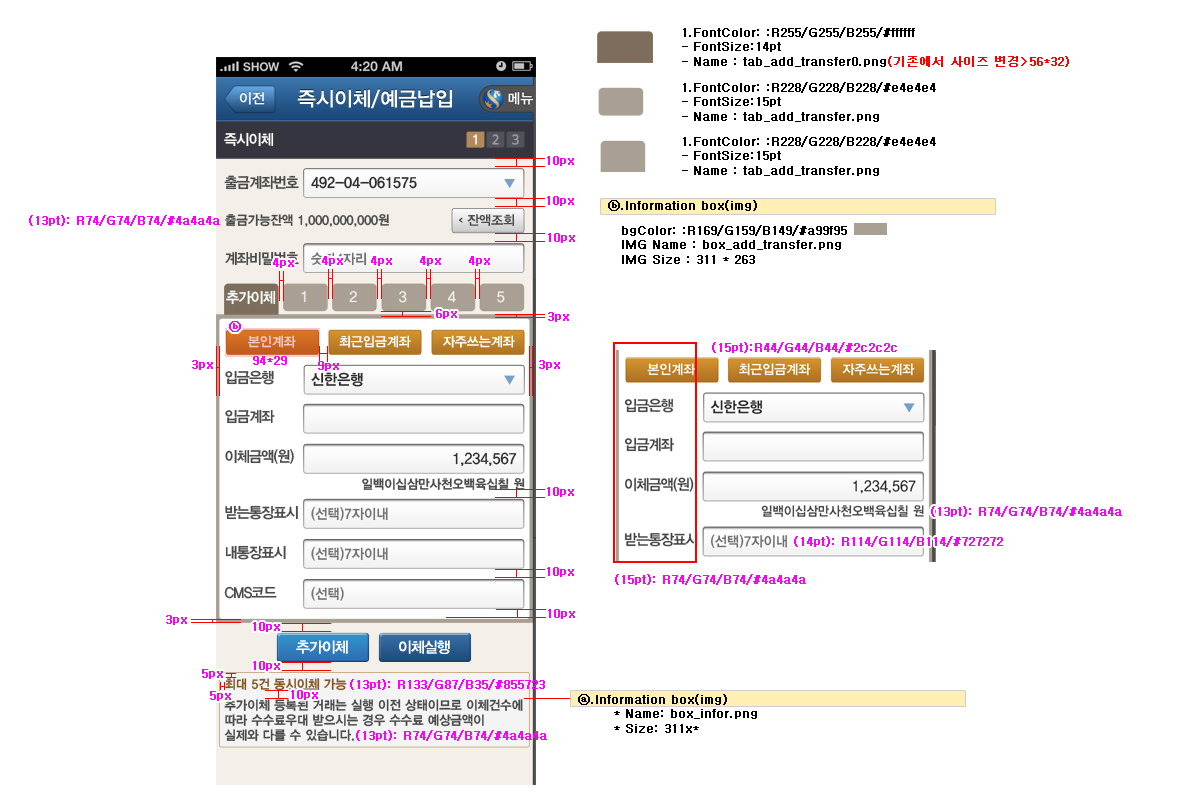 1.FontColor: :R255/G255/B255/#ffffff
- FontSize:14pt
- Name : tab_add_transfer0.png(기존에서 사이즈 변경>56*32)
1.FontColor: :R228/G228/B228/#e4e4e4
- FontSize:15pt
- Name : tab_add_transfer.png
1.FontColor: :R228/G228/B228/#e4e4e4
- FontSize:15pt
- Name : tab_add_transfer.png
ⓑ.Information box(img)
bgColor: :R169/G159/B149/#a99f95
IMG Name : box_add_transfer.png
IMG Size : 311 * 263
SHOW 4:20 AM
이전 즉시이체/예금납입 메뉴
즉시이체 1 2 3
10px
출금계좌번호 492-04-061575
10px
(13pt): R74/G74/B74/#4a4a4a 출금가능잔액 1,000,000,000원 < 잔액조회
10px
계좌비밀번호 숫자4자리
4px 4px 4px 4px 4px
추가이체 1 2 3 4 5
6px 3px
ⓑ
본인계좌 최근입금계좌 자주쓰는계좌
3px 94*29 9px 3px
입금은행 신한은행
입금계좌
이체금액(원) 1,234,567
일백이십삼만사천오백육십칠 원
10px
받는통장표시 (선택)7자이내
내통장표시 (선택)7자이내
10px
CMS코드 (선택)
10px
3px
10px
추가이체 이체실행
10px
5px
최대 5건 동시이체 가능 (13pt): R133/G87/B35/#855723
5px 10px
추가이체 등록된 거래는 실행 이전 상태이므로 이체건수에
따라 수수료우대 받으시는 경우 수수료 예상금액이
실제와 다를 수 있습니다.(13pt): R74/G74/B74/#4a4a4a
(15pt):R44/G44/B44/#2c2c2c
본인계좌 최근입금계좌 자주쓰는계좌
입금은행 신한은행
입금계좌
이체금액(원) 1,234,567
일백이십삼만사천오백육십칠 원 (13pt): R74/G74/B74/#4a4a4a
받는통장표시 (선택)7자이내 (14pt): R114/G114/B114/#727272
(15pt): R74/G74/B74/#4a4a4a
ⓐ.Information box(img)
* Name: box_infor.png
* Size: 311x*